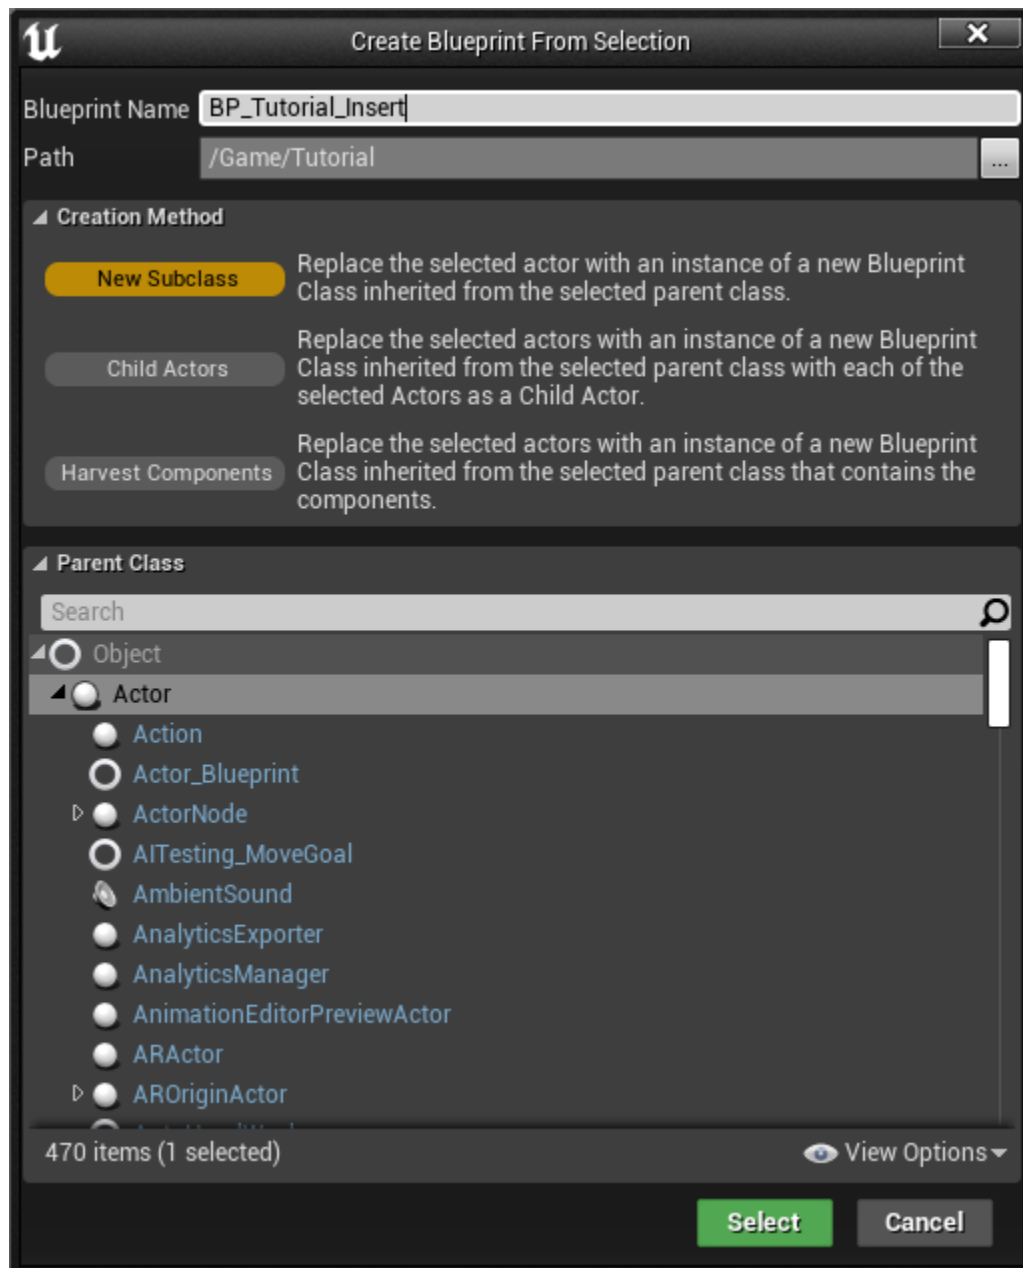 Create Blueprint From Selection
Blueprint Name BP_Tutorial_Insert
Path /Game/Tutorial ...
Creation Method
New Subclass
Replace the selected actor with an instance of a new Blueprint
Class inherited from the selected parent class.
Child Actors
Replace the selected actors with an instance of a new Blueprint
Class inherited from the selected parent class with each of the
selected Actors as a Child Actor.
Harvest Components
Replace the selected actors with an instance of a new Blueprint
Class inherited from the selected parent class that contains the
components.
Parent Class
Search
Object
Actor
Action
Actor_Blueprint
ActorNode
AITesting_MoveGoal
AmbientSound
AnalyticsExporter
AnalyticsManager
AnimationEditorPreviewActor
ARActor
AROriginActor
470 items (1 selected)
View Options
Select
Cancel